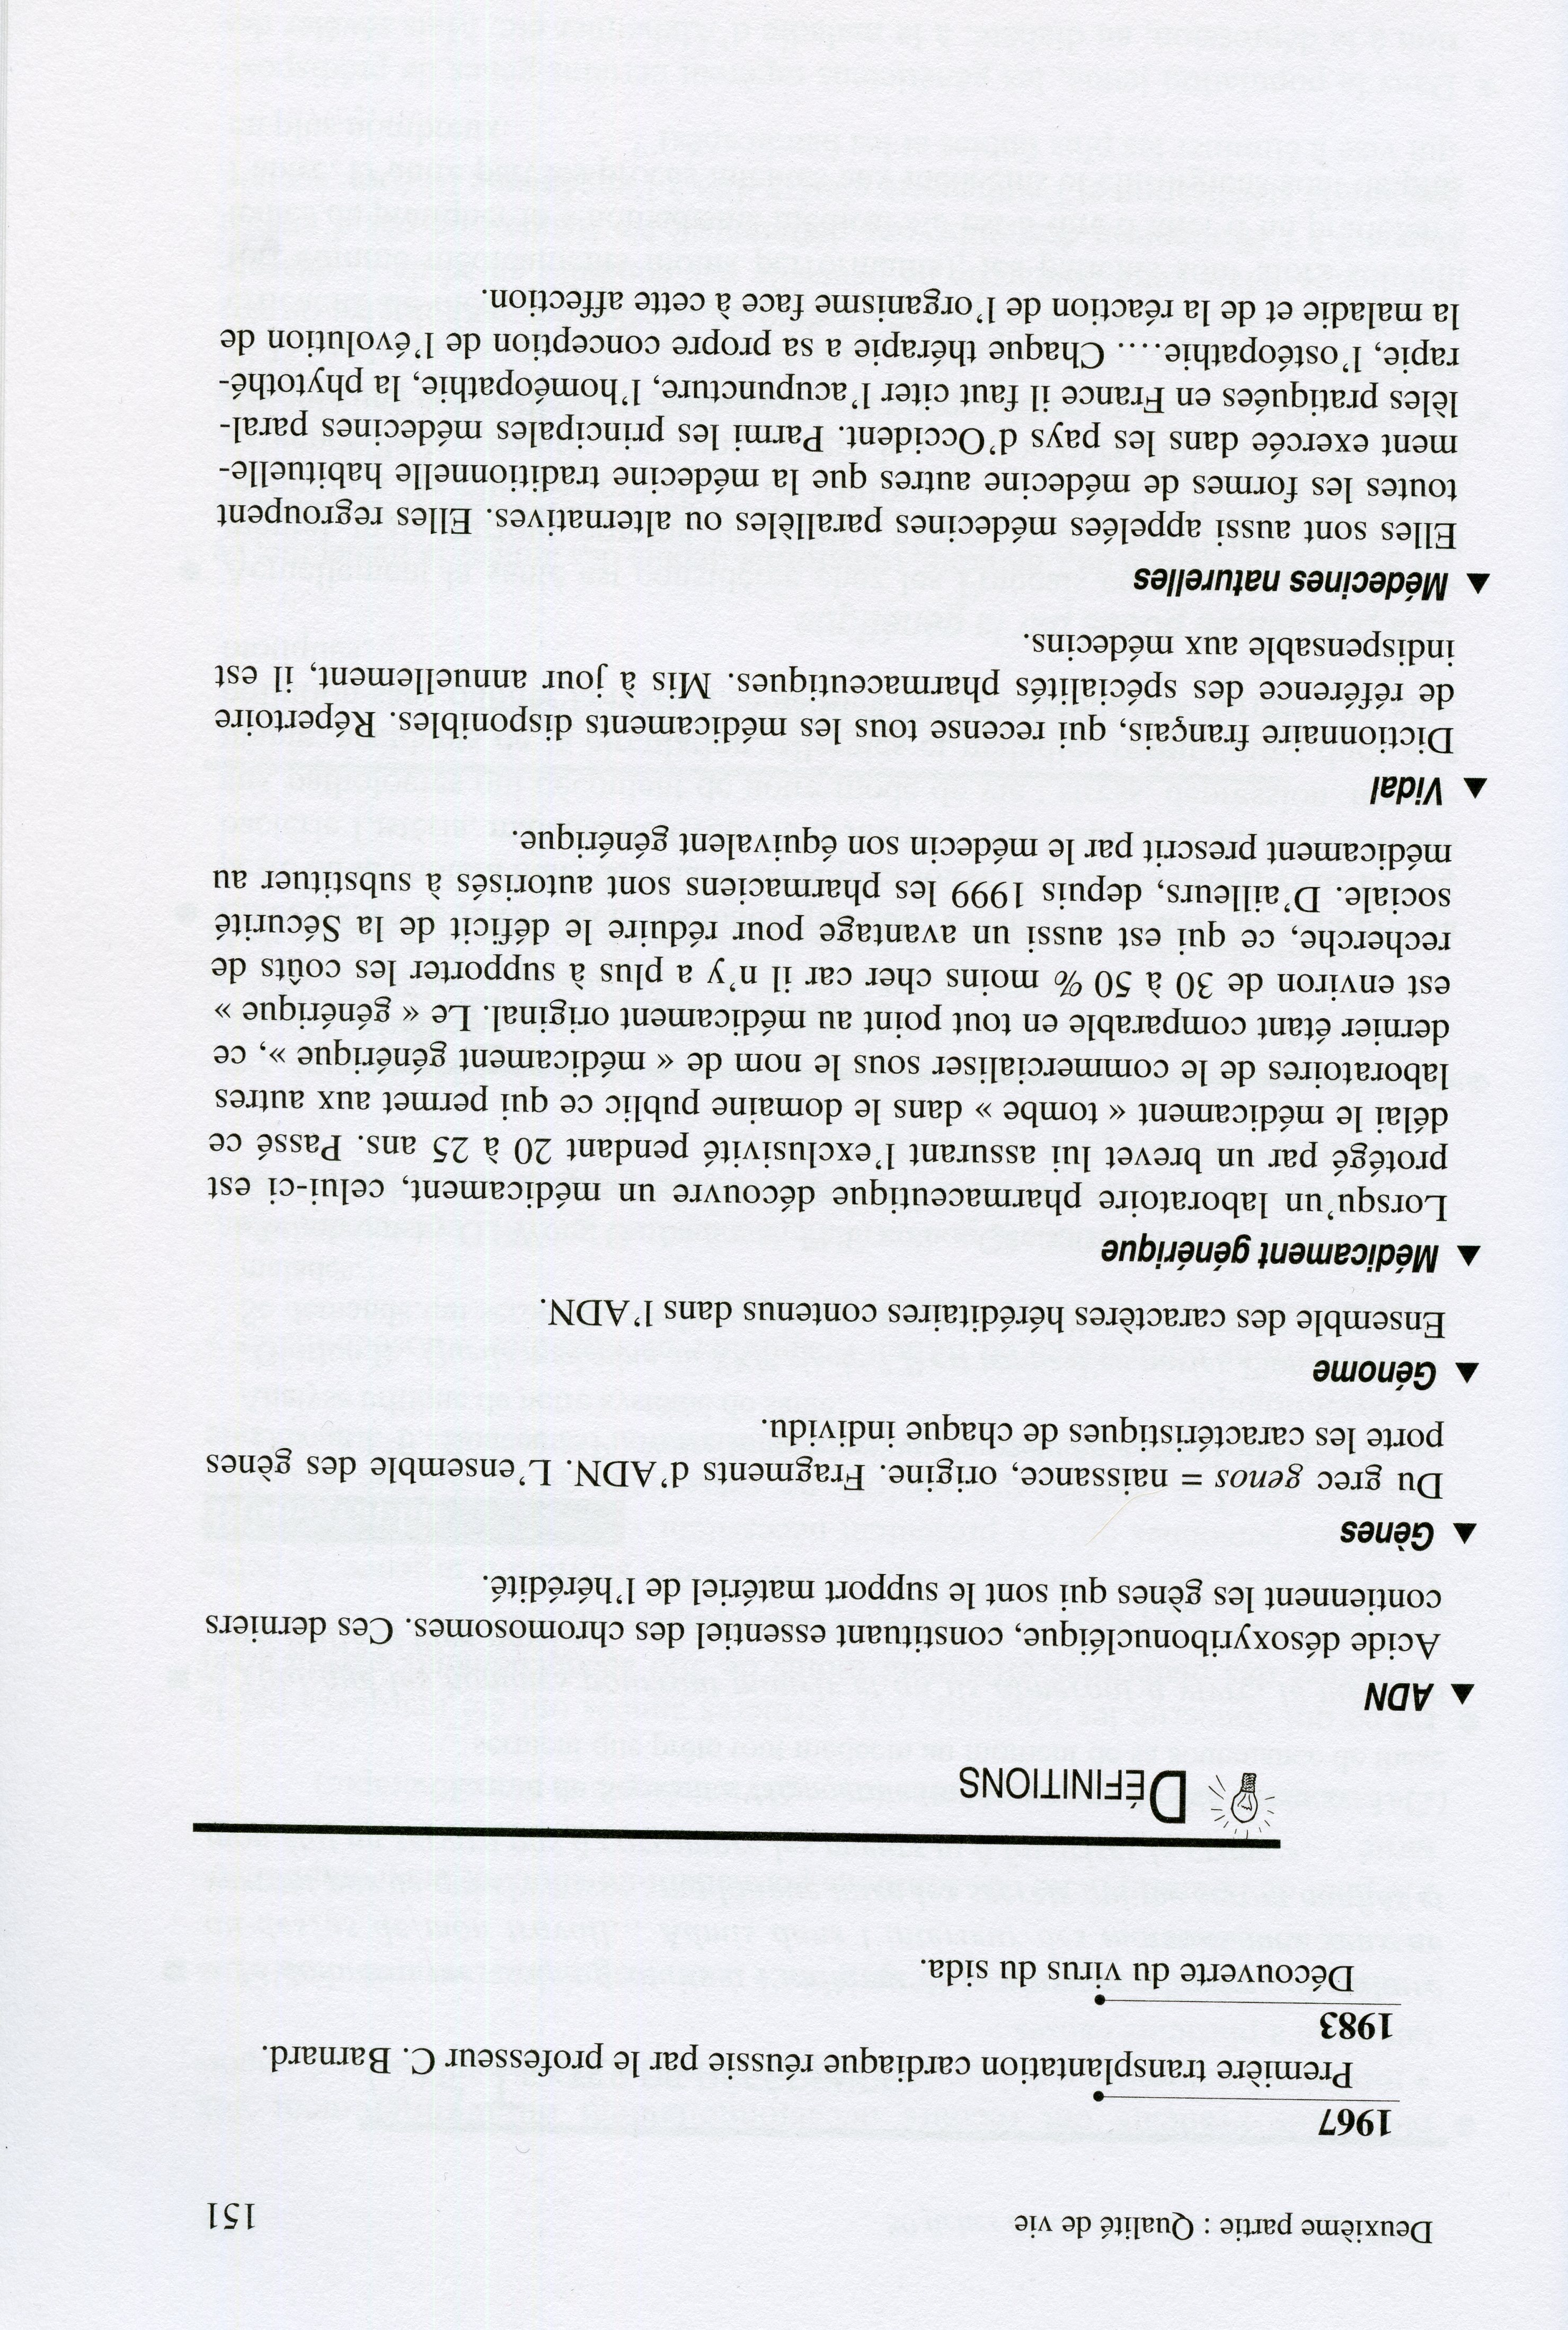 Deuxième partie : Qualité de vie
151
1967
Première transplantation cardiaque réussie par le professeur C. Barnard.
1983
Découverte du virus du sida.
DÉFINITIONS
▲ ADN
Acide désoxyribonucléique, constituant essentiel des chromosomes. Ces derniers
contiennent les gènes qui sont le support matériel de l'hérédité.
▲ Gènes
Du grec genos = naissance, origine. Fragments d'ADN. L'ensemble des gènes
porte les caractéristiques de chaque individu.
▲ Génome
Ensemble des caractères héréditaires contenus dans l'ADN.
▲ Médicament générique
Lorsqu'un laboratoire pharmaceutique découvre un médicament, celui-ci est
protégé par un brevet lui assurant l'exclusivité pendant 20 à 25 ans. Passé ce
délai le médicament « tombe » dans le domaine public ce qui permet aux autres
laboratoires de le commercialiser sous le nom de « médicament générique », ce
dernier étant comparable en tout point au médicament original. Le « générique »
est environ de 30 à 50 % moins cher car il n'y a plus à supporter les coûts de
recherche, ce qui est aussi un avantage pour réduire le déficit de la Sécurité
sociale. D'ailleurs, depuis 1999 les pharmaciens sont autorisés à substituer au
médicament prescrit par le médecin son équivalent générique.
▲ Vidal
Dictionnaire français, qui recense tous les médicaments disponibles. Répertoire
de référence des spécialités pharmaceutiques. Mis à jour annuellement, il est
indispensable aux médecins.
▲ Médecines naturelles
Elles sont aussi appelées médecines parallèles ou alternatives. Elles regroupent
toutes les formes de médecine autres que la médecine traditionnelle habituelle-
ment exercée dans les pays d'Occident. Parmi les principales médecines paral-
lèles pratiquées en France il faut citer l'acupuncture, l'homéopathie, la phytothé-
rapie, l'ostéopathie.... Chaque thérapie a sa propre conception de l'évolution de
la maladie et de la réaction de l'organisme face à cette affection.